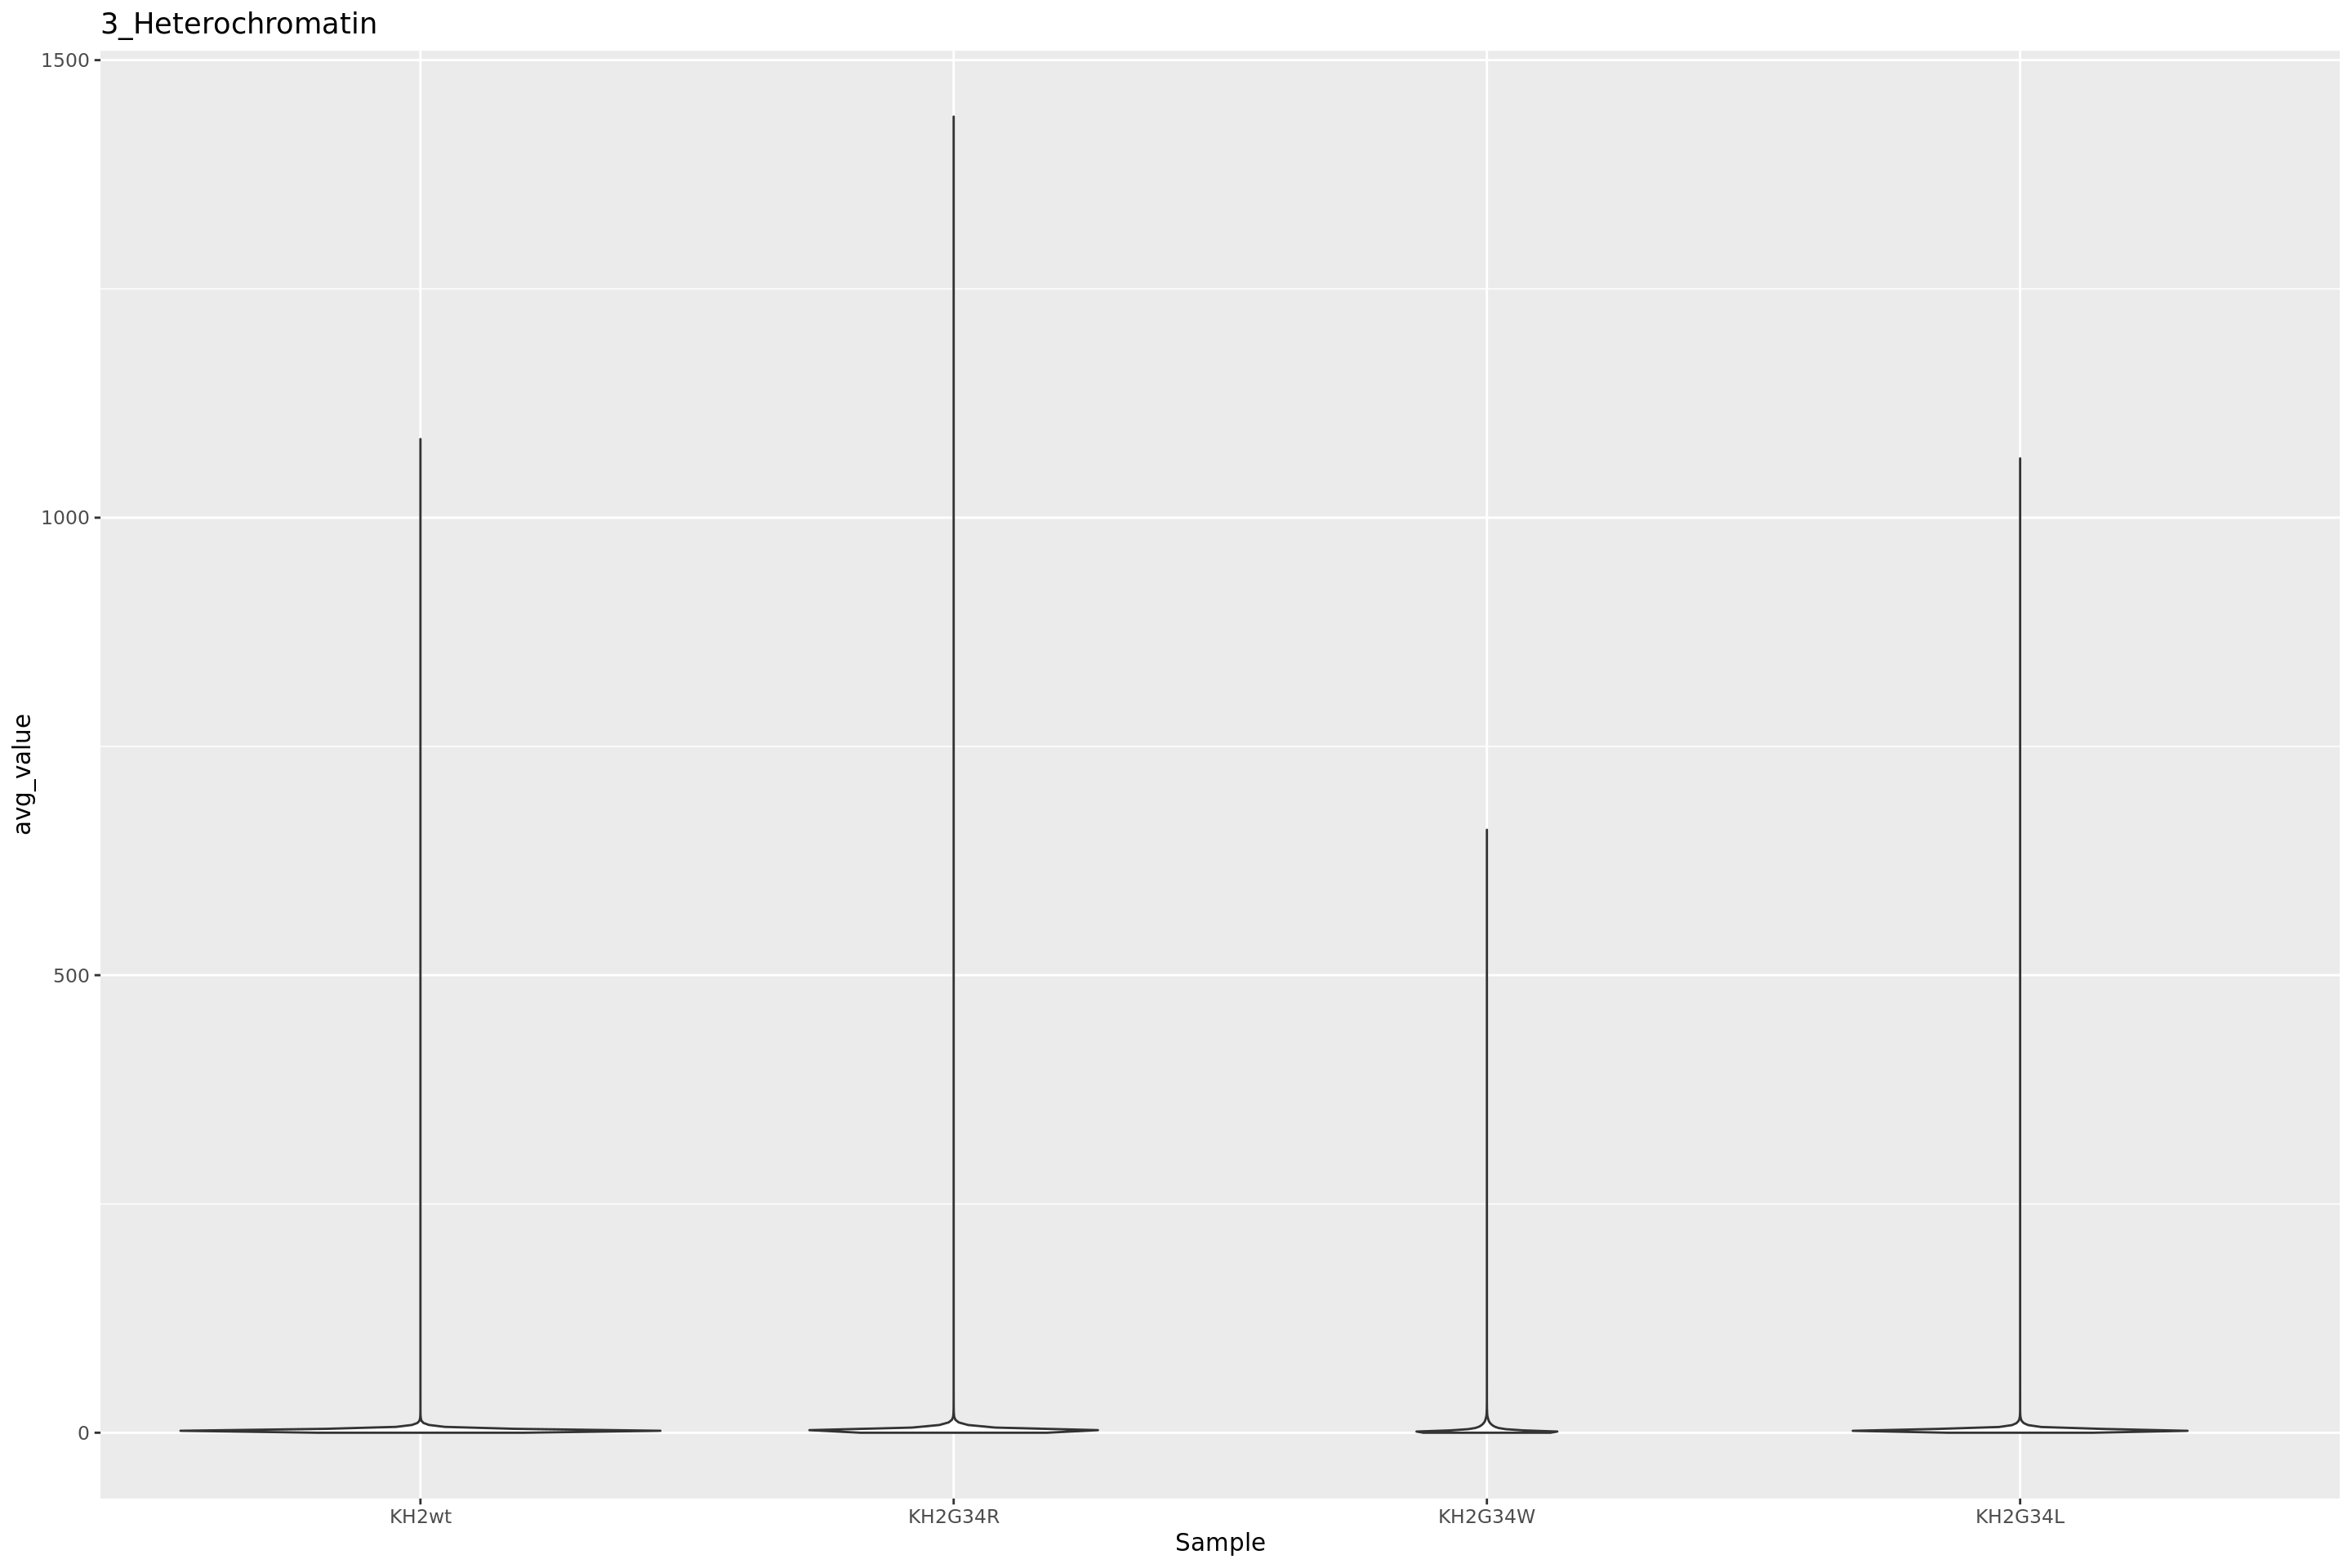 3_Heterochromatin
1500
1000
500
0
avg_value
KH2wt KH2G34R KH2G34W KH2G34L
Sample